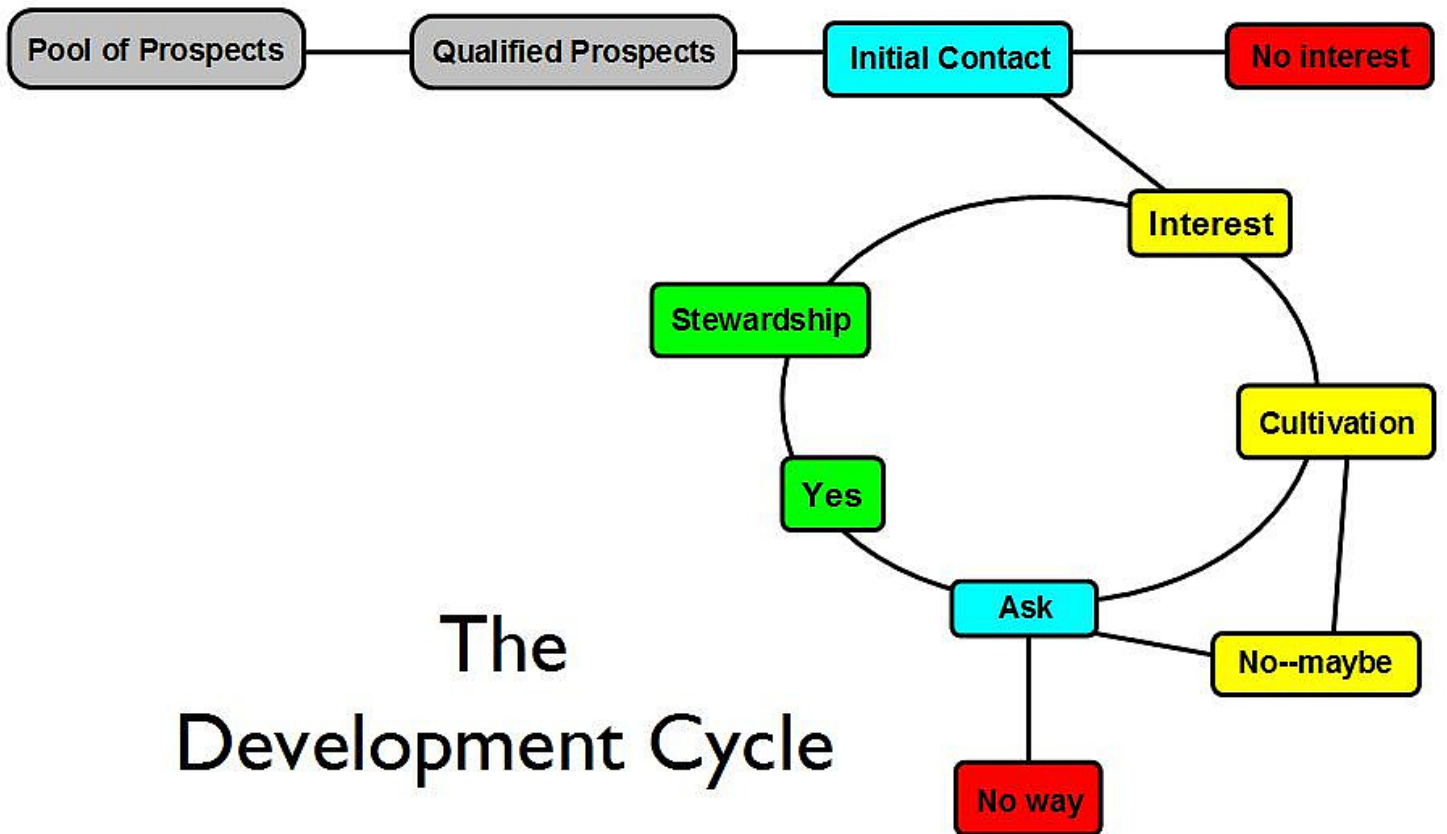 Pool of Prospects
Qualified Prospects
Initial Contact
No interest
Interest
Stewardship
Cultivation
Yes
Ask
No--maybe
No way
The
Development Cycle